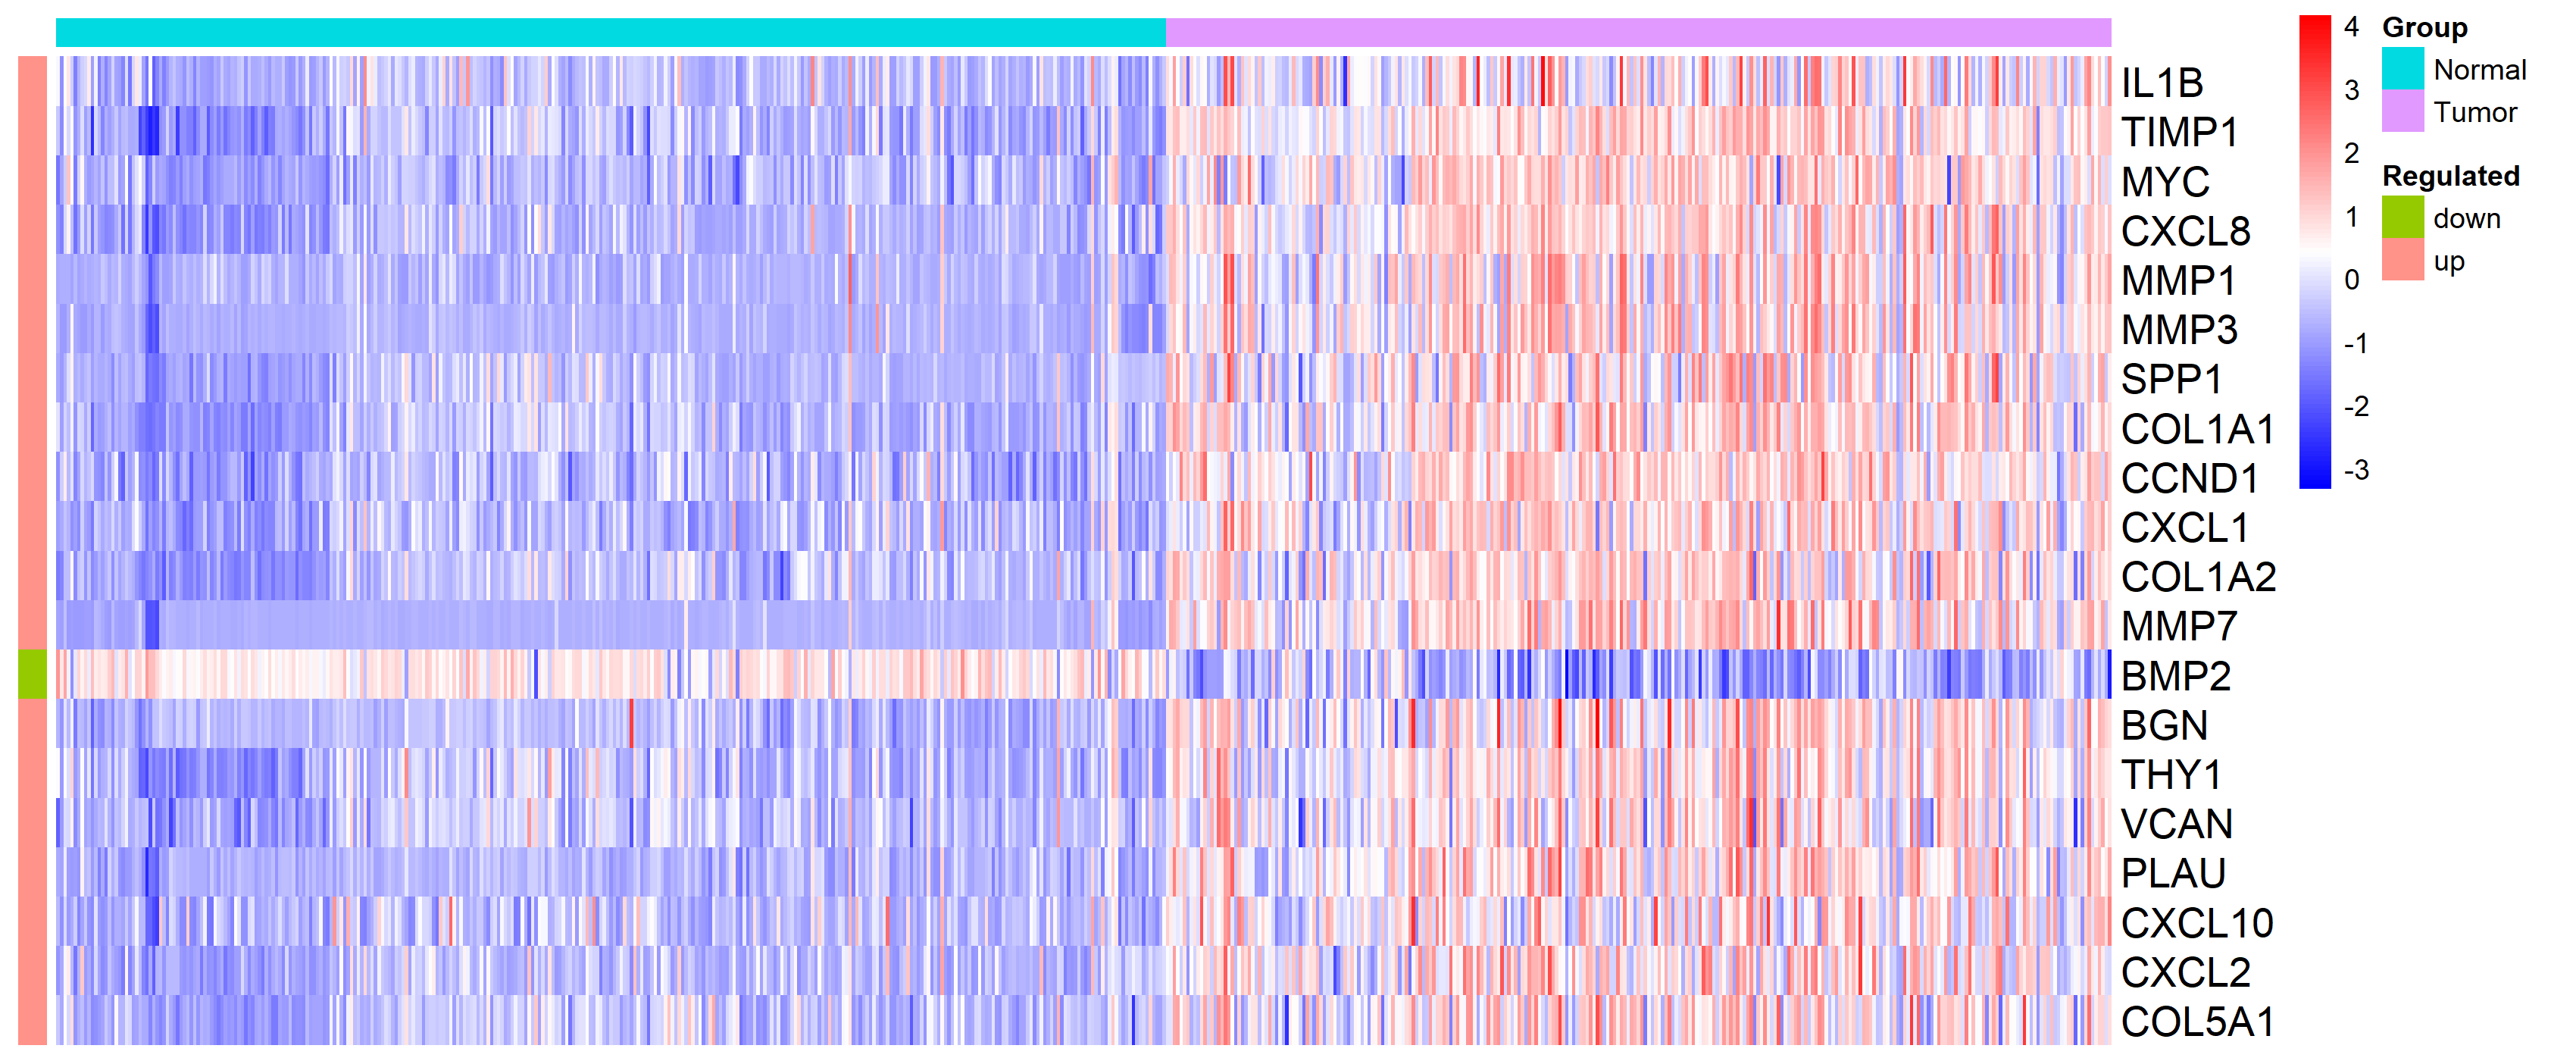 IL1B
TIMP1
MYC
CXCL8
MMP1
MMP3
SPP1
COL1A1
CCND1
CXCL1
COL1A2
MMP7
BMP2
BGN
THY1
VCAN
PLAU
CXCL10
CXCL2
COL5A1
4
3
2
1
0
-1
-2
-3
Group
Normal
Tumor
Regulated
down
up